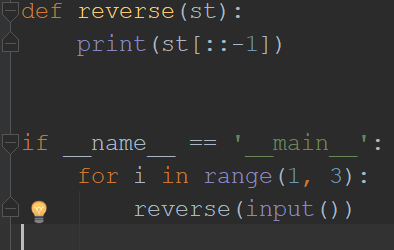 def reverse(st):
    print(st[::-1])
if __name__ == '__main__':
    for i in range(1, 3):
        reverse(input())